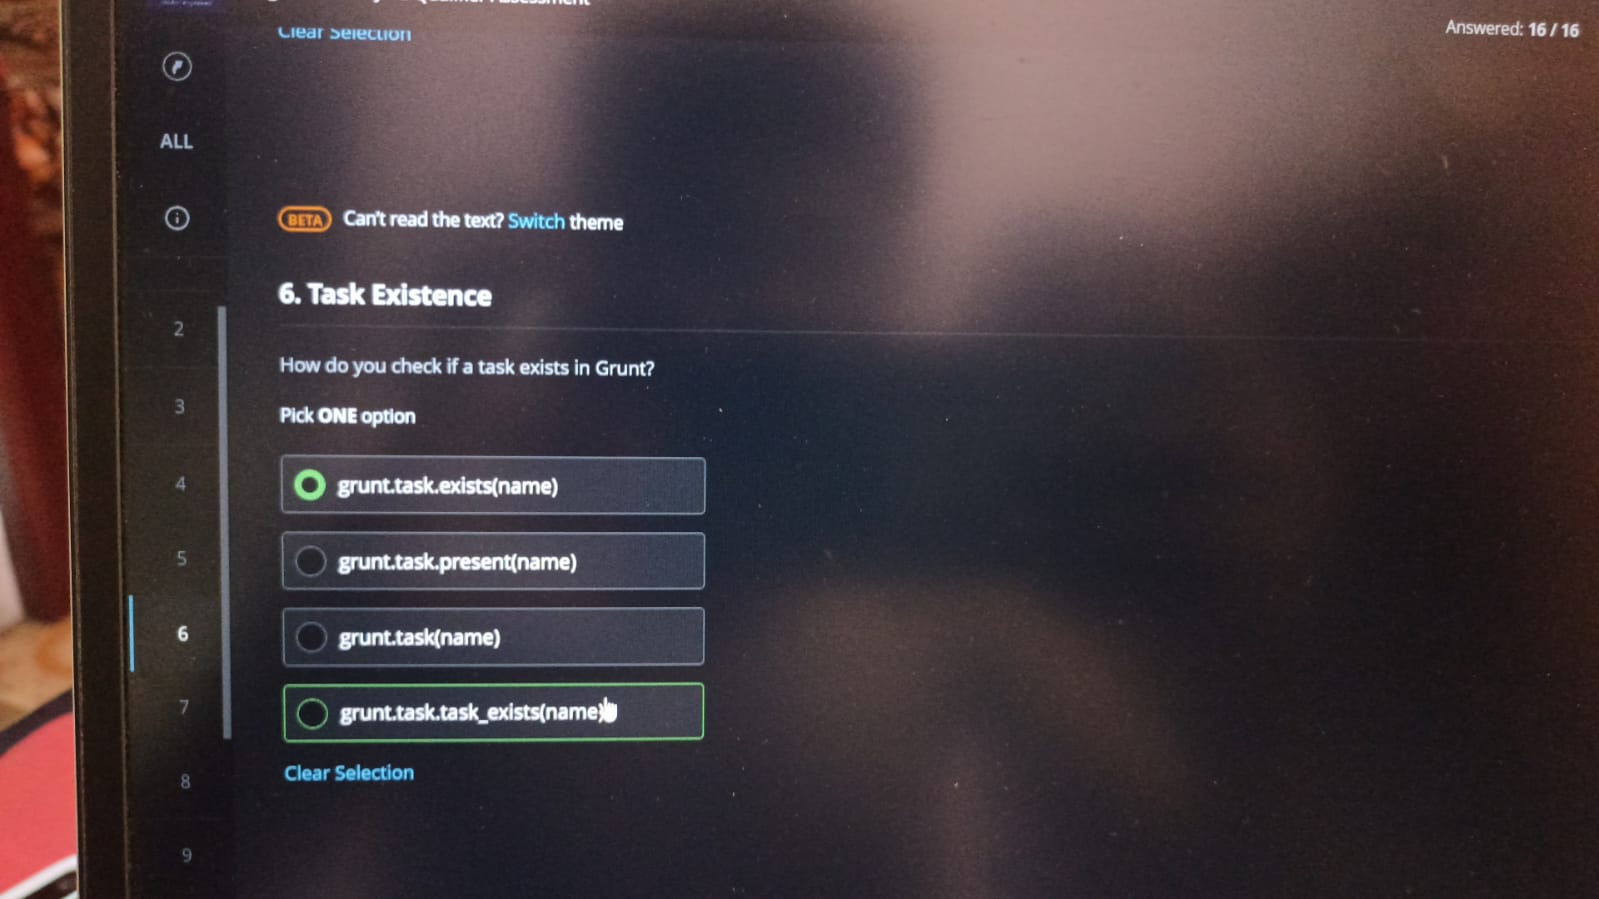 Assessment
Answered: 16 / 16
Clear Selection
ALL
BETA Can't read the text? Switch theme
6. Task Existence
2
How do you check if a task exists in Grunt?
3
Pick ONE option
4
grunt.task.exists(name)
5
grunt.task.present(name)
6
grunt.task(name)
7
grunt.task.task_exists(name)
Clear Selection
8
9